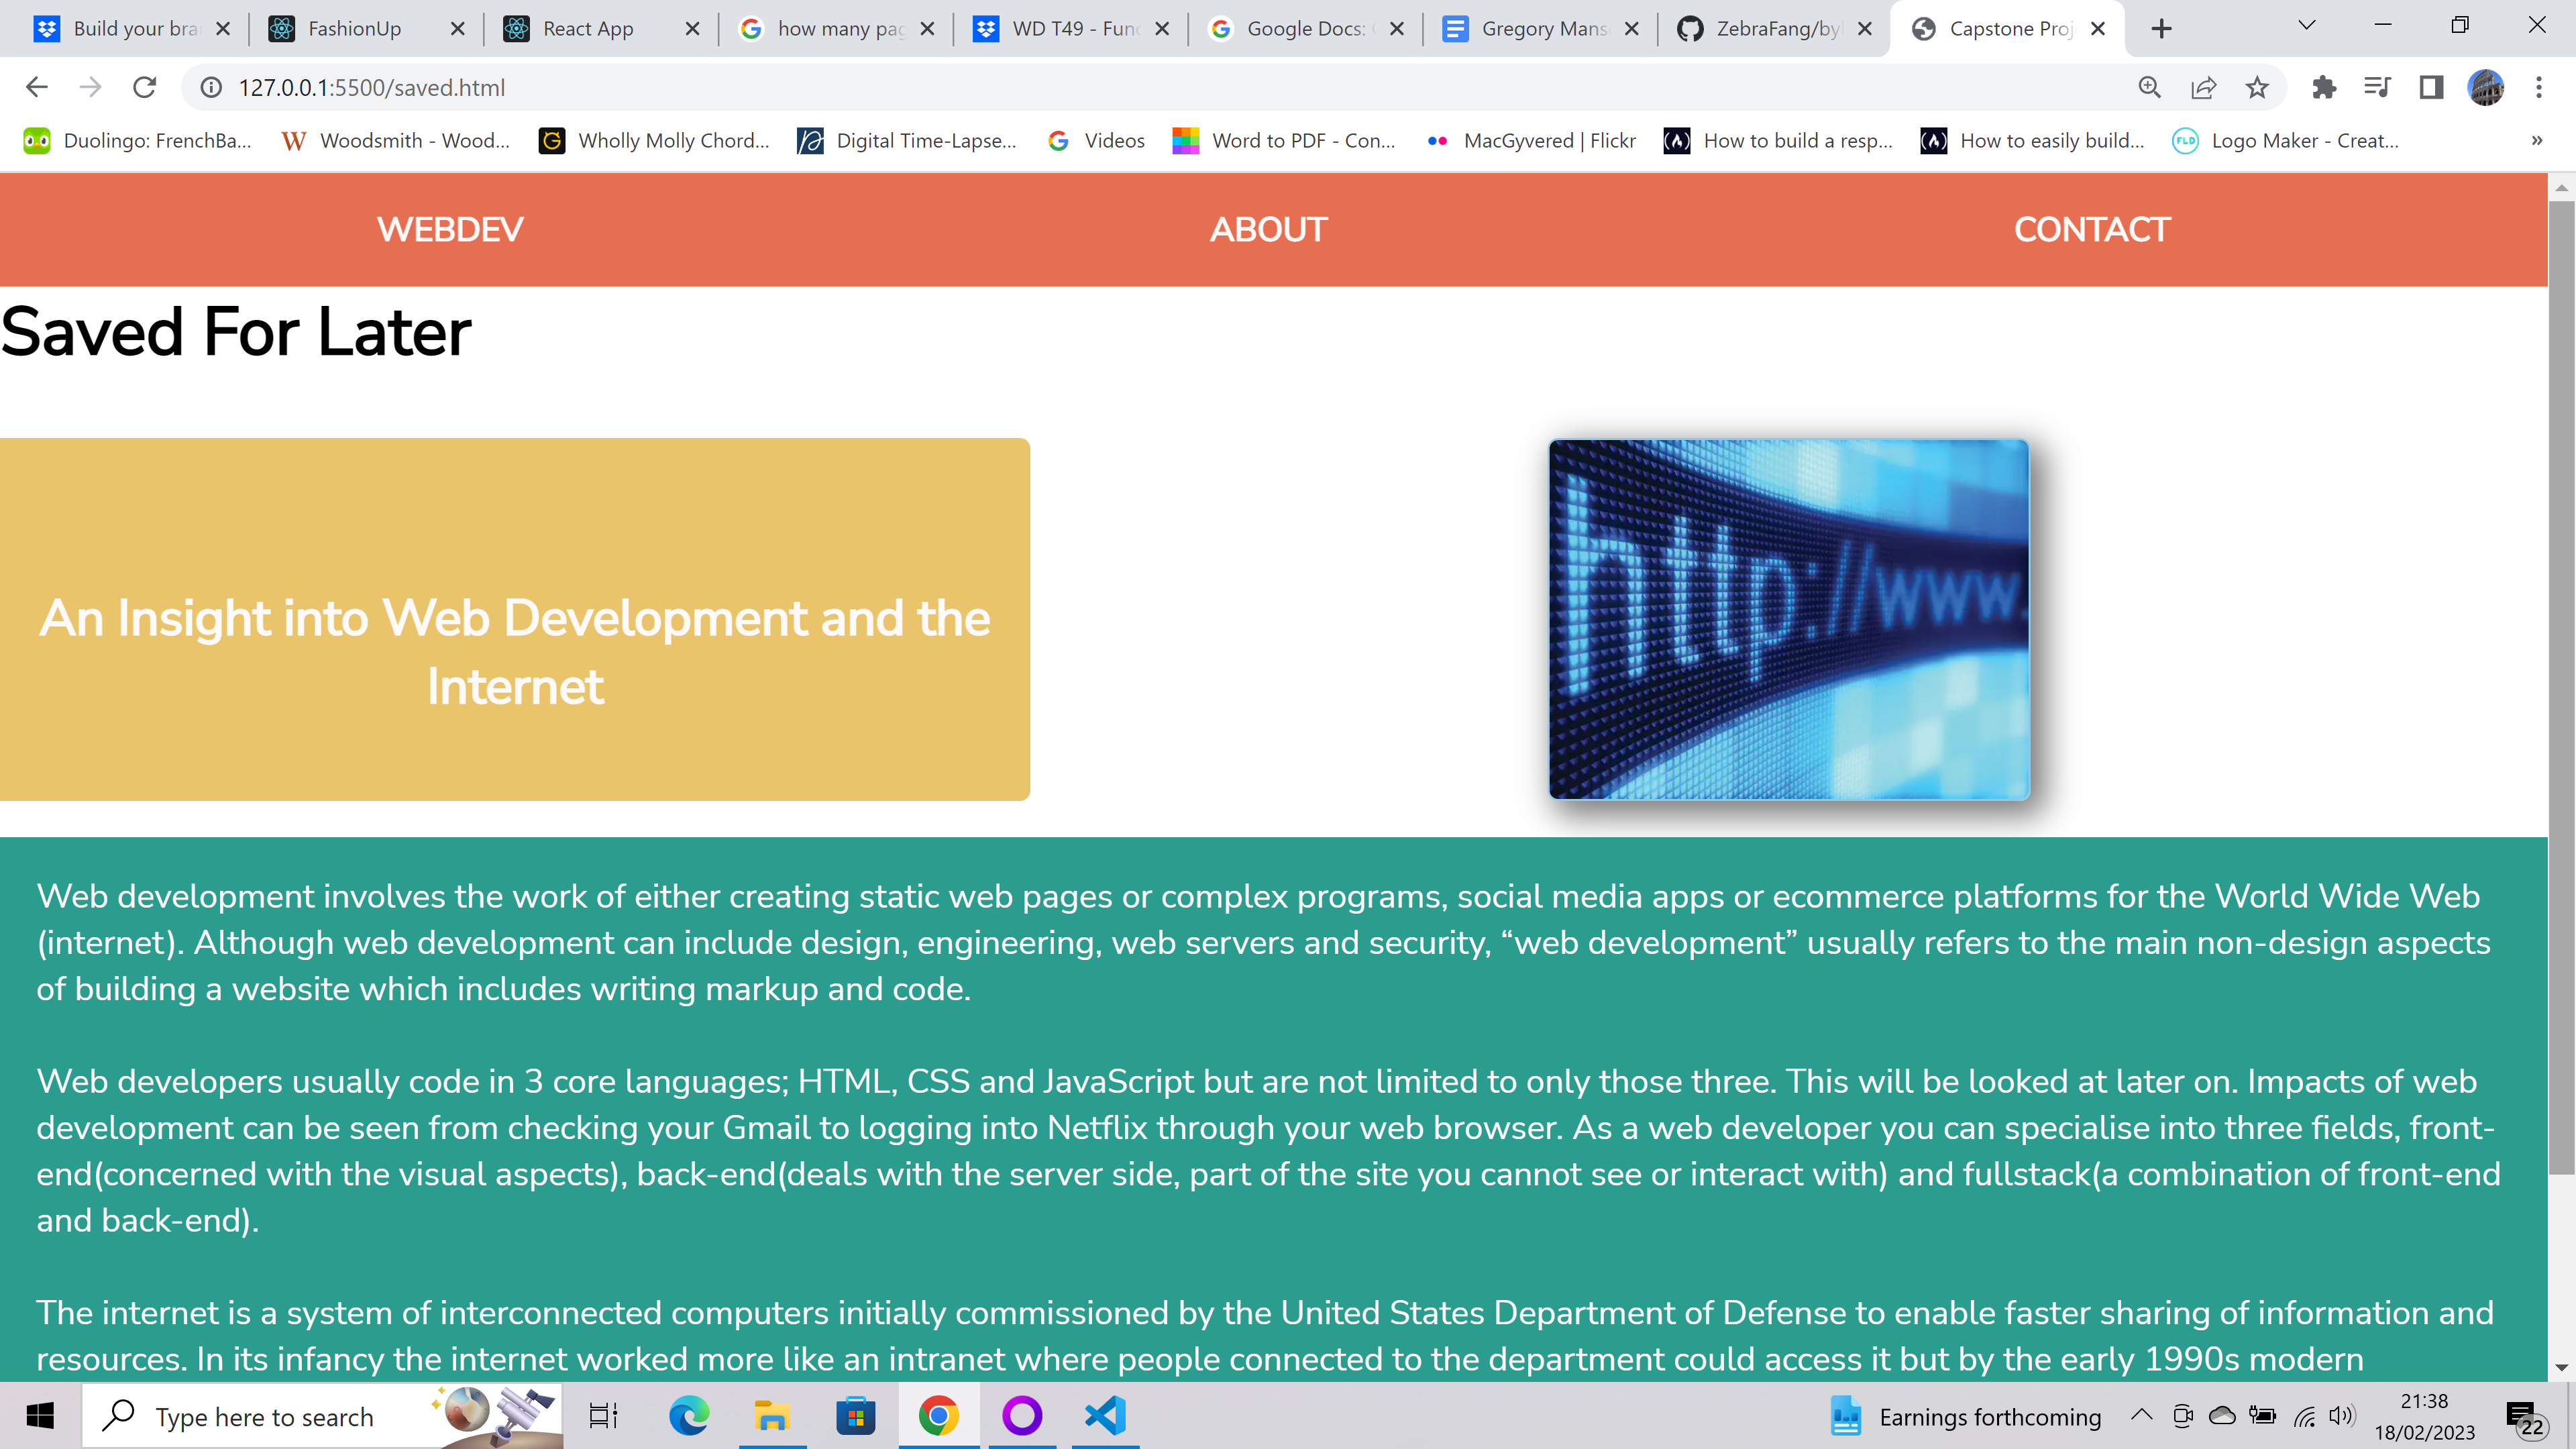 Build your bra
FashionUp
React App
how many pag
WD T49 - Func
Google Docs:
Gregory Mans
ZebraFang/by
Capstone Proj
127.0.0.1:5500/saved.html
Duolingo: FrenchBa...
W
Woodsmith - Wood...
Wholly Molly Chord...
Digital Time-Lapse...
Videos
Word to PDF - Con...
MacGyvered | Flickr
How to build a resp...
How to easily build...
FLD
Logo Maker - Creat...
»
WEBDEV
ABOUT
CONTACT
Saved For Later
An Insight into Web Development and the
Internet
http://www.
Web development involves the work of either creating static web pages or complex programs, social media apps or ecommerce platforms for the World Wide Web
(internet). Although web development can include design, engineering, web servers and security, “web development” usually refers to the main non-design aspects
of building a website which includes writing markup and code.
Web developers usually code in 3 core languages; HTML, CSS and JavaScript but are not limited to only those three. This will be looked at later on. Impacts of web
development can be seen from checking your Gmail to logging into Netflix through your web browser. As a web developer you can specialise into three fields, front-
end(concerned with the visual aspects), back-end(deals with the server side, part of the site you cannot see or interact with) and fullstack(a combination of front-end
and back-end).
The internet is a system of interconnected computers initially commissioned by the United States Department of Defense to enable faster sharing of information and
resources. In its infancy the internet worked more like an intranet where people connected to the department could access it but by the early 1990s modern
Type here to search
Earnings forthcoming
21:38
18/02/2023
22